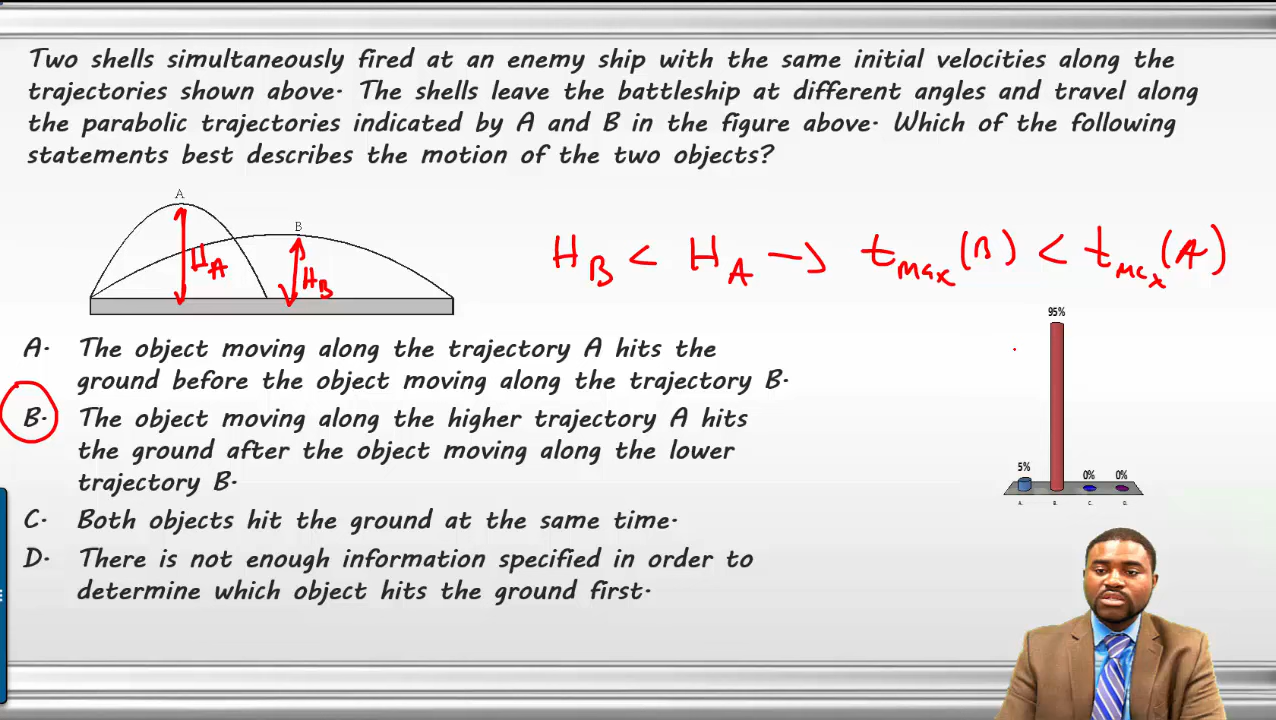 Two shells simultaneously fired at an enemy ship with the same initial velocities along the
trajectories shown above. The shells leave the battleship at different angles and travel along
the parabolic trajectories indicated by A and B in the figure above. Which of the following
statements best describes the motion of the two objects?
A
B
H_A
H_B
H_B < H_A → t_max (B) < t_max (A)
95%
5%
0%
0%
A.
B.
C.
D.
A. The object moving along the trajectory A hits the
ground before the object moving along the trajectory B.
B. The object moving along the higher trajectory A hits
the ground after the object moving along the lower
trajectory B.
C. Both objects hit the ground at the same time.
D. There is not enough information specified in order to
determine which object hits the ground first.